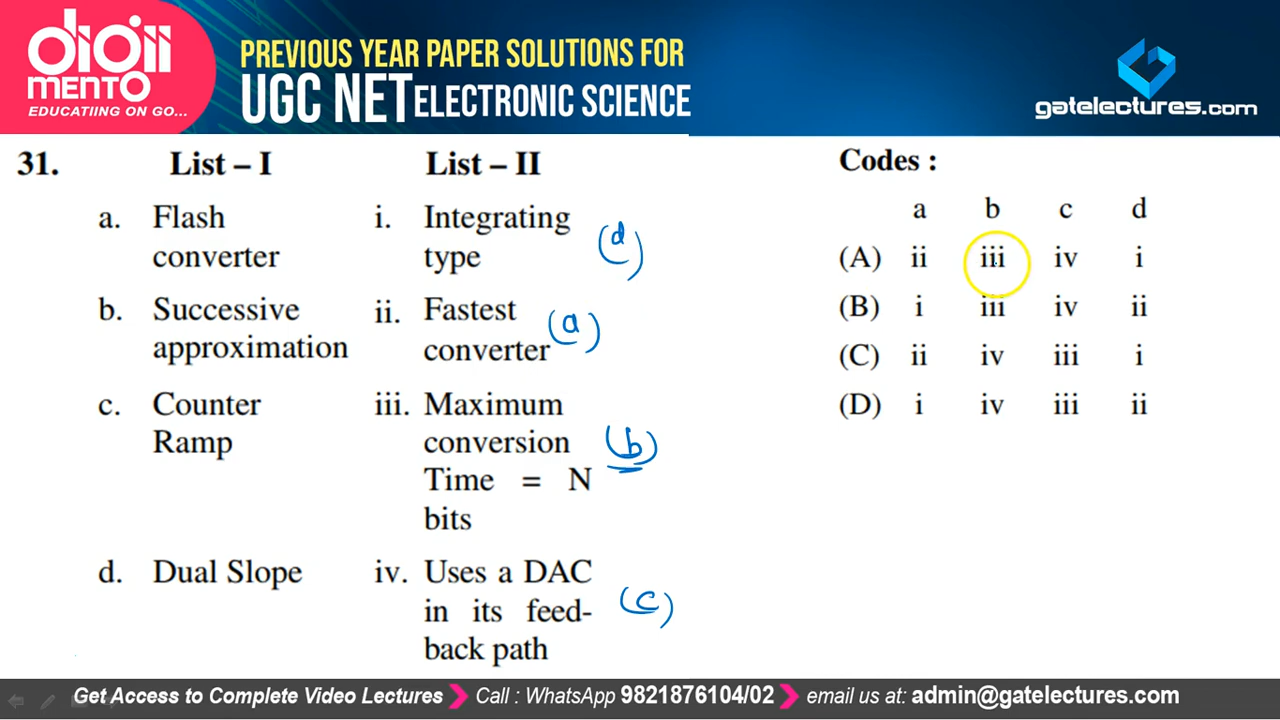 dioii
MENTO
EDUCATIING ON GO...
PREVIOUS YEAR PAPER SOLUTIONS FOR
UGC NET ELECTRONIC SCIENCE
gatelectures.com
31. List – I List – II
a. Flash i. Integrating
converter type (d)
b. Successive ii. Fastest
approximation converter (a)
c. Counter iii. Maximum
Ramp conversion (b)
Time = N
bits
d. Dual Slope iv. Uses a DAC
in its feed- (c)
back path
Codes :
a b c d
(A) ii iii iv i
(B) i iii iv ii
(C) ii iv iii i
(D) i iv iii ii
Get Access to Complete Video Lectures Call : WhatsApp 9821876104/02 email us at: admin@gatelectures.com